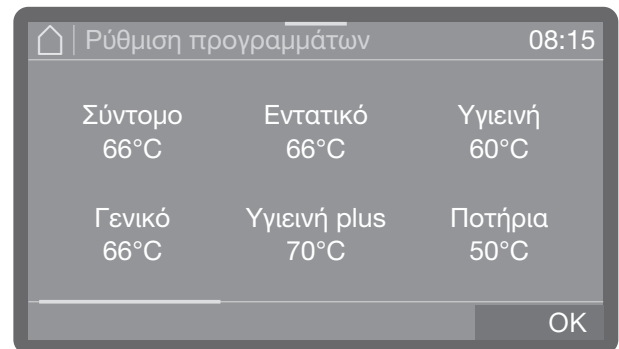 Ρύθμιση προγραμμάτων 08:15
Σύντομο Εντατικό Υγιεινή
66°C 66°C 60°C
Γενικό Υγιεινή plus Ποτήρια
66°C 70°C 50°C
OK